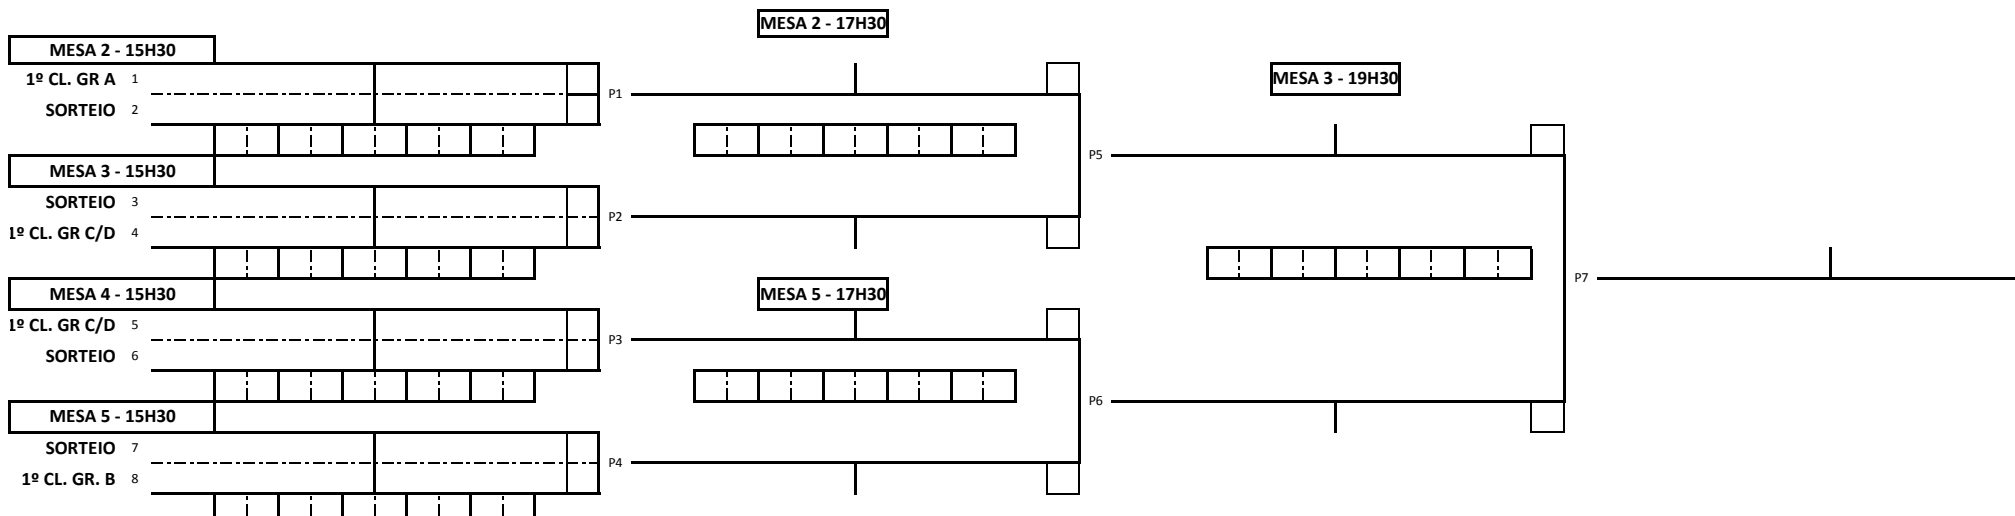 MESA 2 - 17H30
MESA 2 - 15H30
1º CL. GR A 1
SORTEIO 2
P1
MESA 3 - 19H30
MESA 3 - 15H30
P5
SORTEIO 3
1º CL. GR C/D 4
P2
MESA 4 - 15H30
MESA 5 - 17H30
P7
1º CL. GR C/D 5
SORTEIO 6
P3
MESA 5 - 15H30
P6
SORTEIO 7
1º CL. GR. B 8
P4